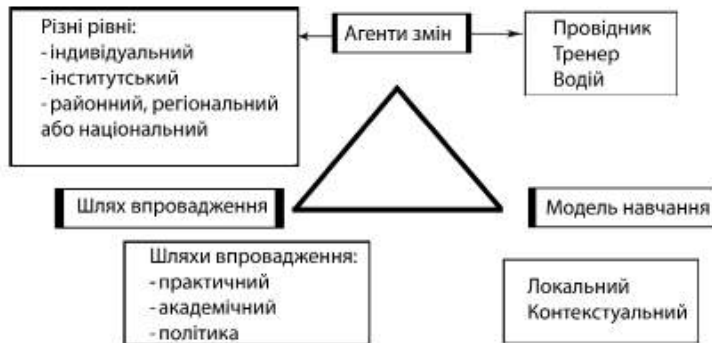 Різні рівні:
- індивідуальний
- інститутський
- районний, регіональний
або національний
Агенти змін
Провідник
Тренер
Водій
Шлях впровадження
Модель навчання
Шляхи впровадження:
- практичний
- академічний
- політика
Локальний
Контекстуальний